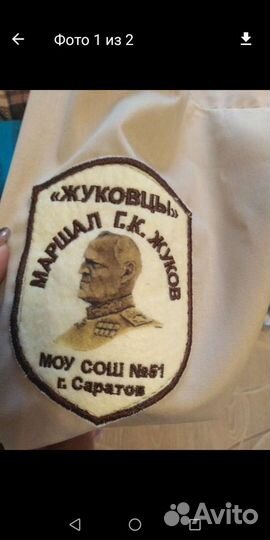 Фото 1 из 2
«ЖУКОВЦЫ»
МАРШАЛ Г.К. ЖУКОВ
МОУ СОШ №51
г. Саратов
Avito